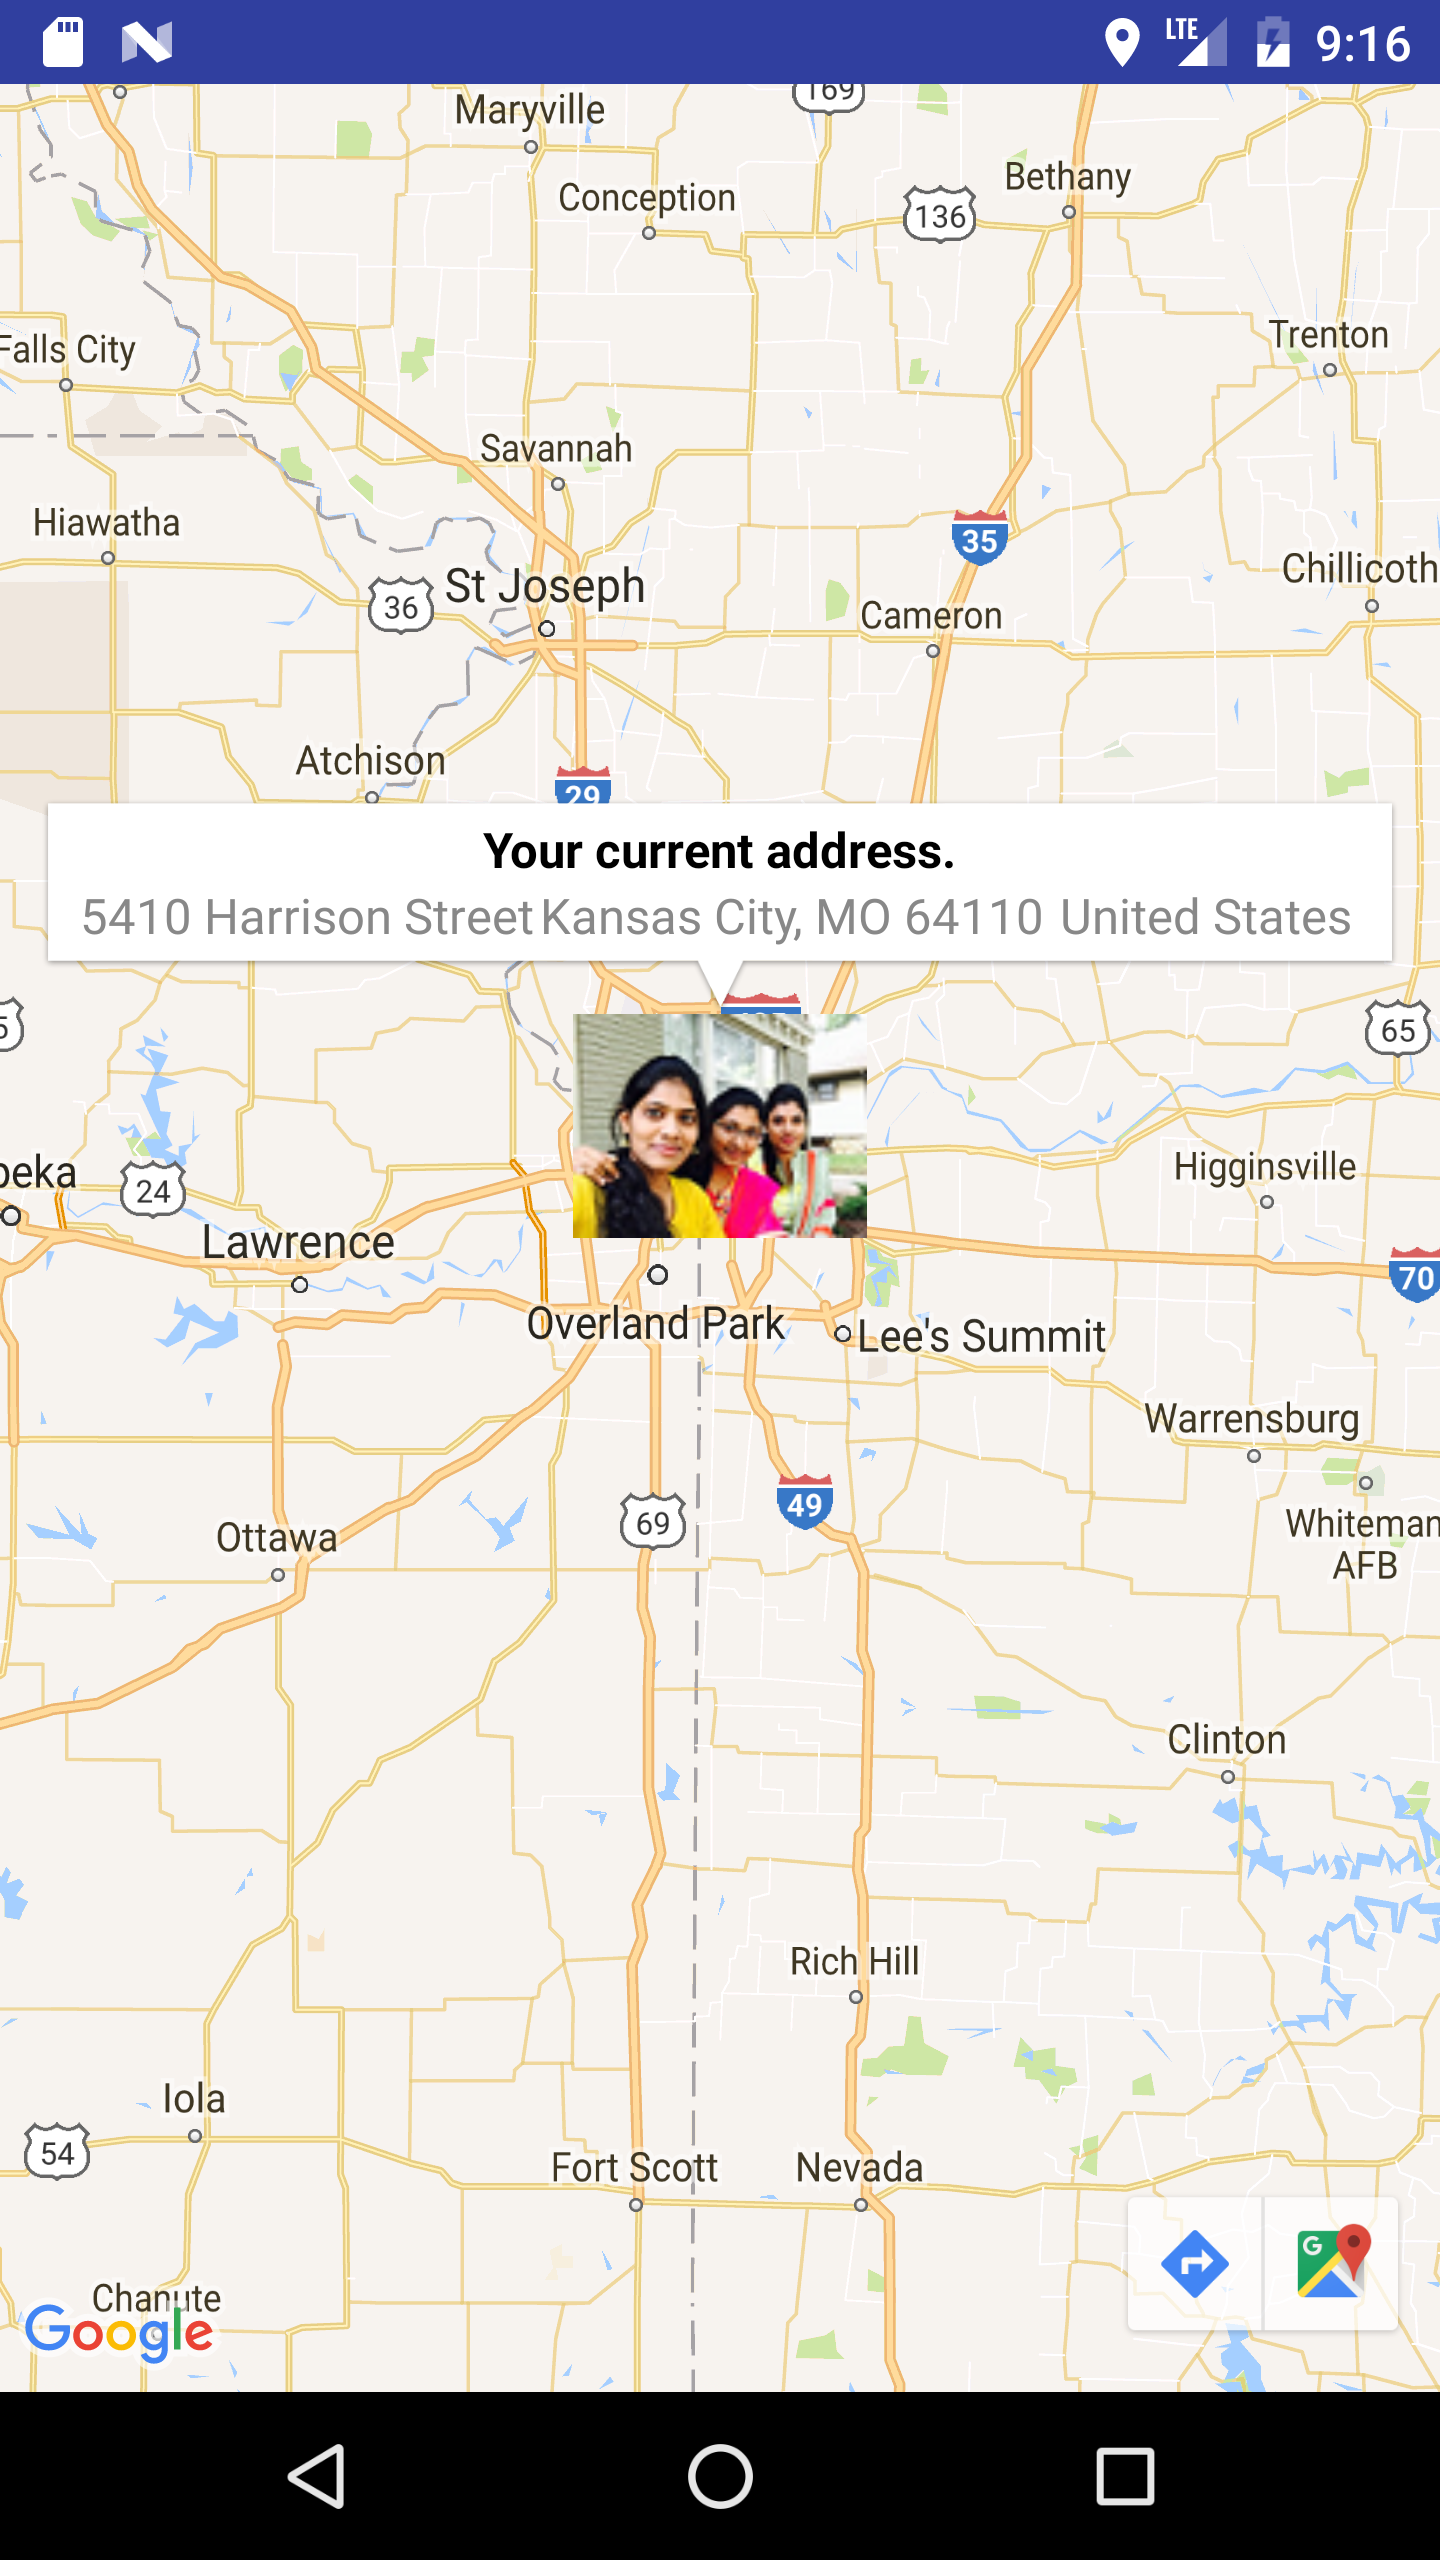 LTE 9:16
169
Maryville
Bethany
Conception
136
Trenton
Falls City
Savannah
Hiawatha
35
Chillicoth
St Joseph
36
Cameron
Atchison
29
Your current address.
5410 Harrison Street Kansas City, MO 64110 United States
5
65
Higginsville
peka
24
Lawrence
70
Overland Park
Lee's Summit
Warrensburg
49
69
Whiteman
AFB
Ottawa
Clinton
Rich Hill
Iola
54
Fort Scott
Nevada
G
Chanute
Google